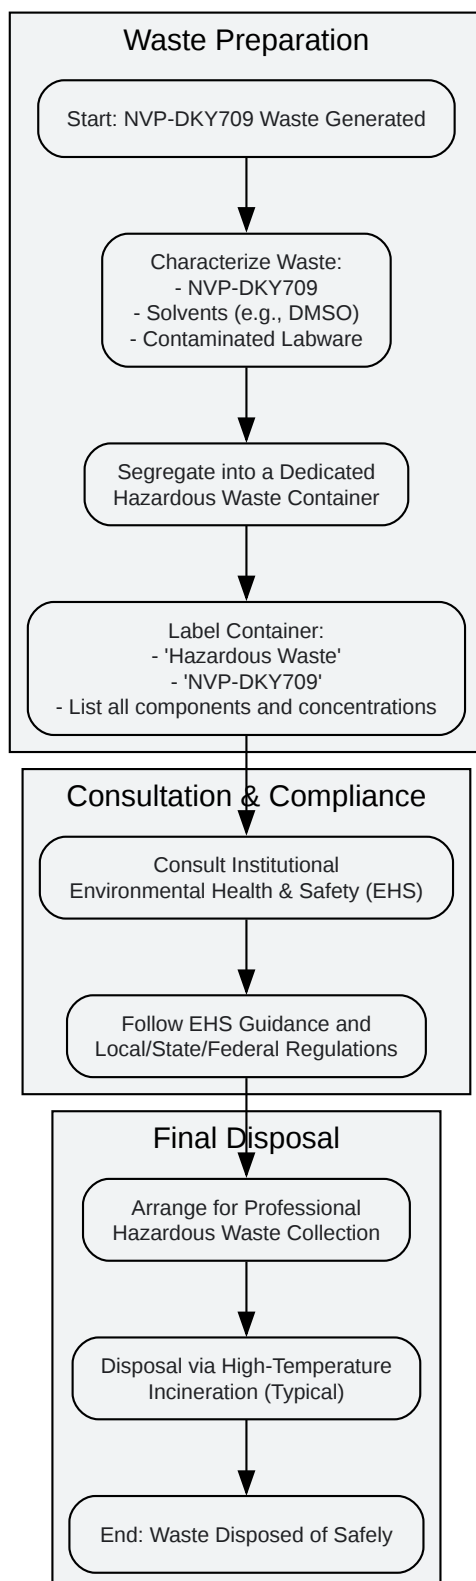 Waste Preparation
Start: NVP-DKY709 Waste Generated
Characterize Waste:
- NVP-DKY709
- Solvents (e.g., DMSO)
- Contaminated Labware
Segregate into a Dedicated
Hazardous Waste Container
Label Container:
- 'Hazardous Waste'
- 'NVP-DKY709'
- List all components and concentrations
Consultation & Compliance
Consult Institutional
Environmental Health & Safety (EHS)
Follow EHS Guidance and
Local/State/Federal Regulations
Final Disposal
Arrange for Professional
Hazardous Waste Collection
Disposal via High-Temperature
Incineration (Typical)
End: Waste Disposed of Safely